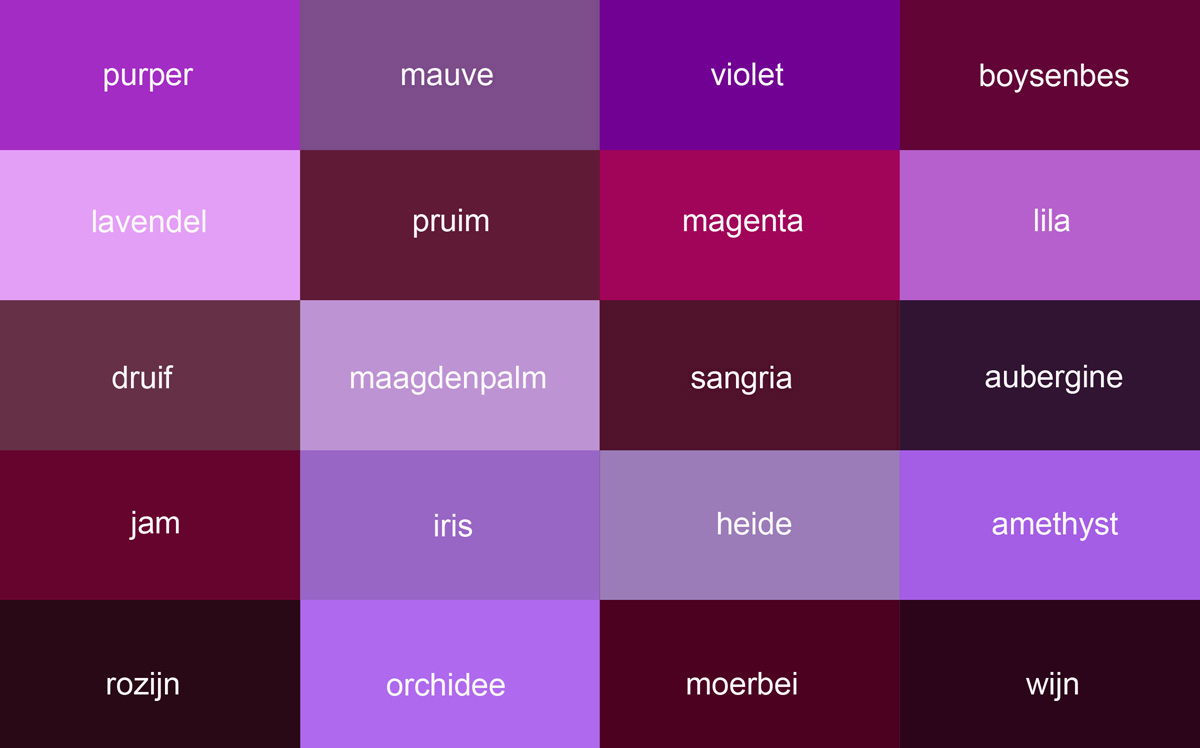 purper
mauve
violet
boysenbes
lavendel
pruim
magenta
lila
druif
maagdenpalm
sangria
aubergine
jam
iris
heide
amethyst
rozijn
orchidee
moerbei
wijn